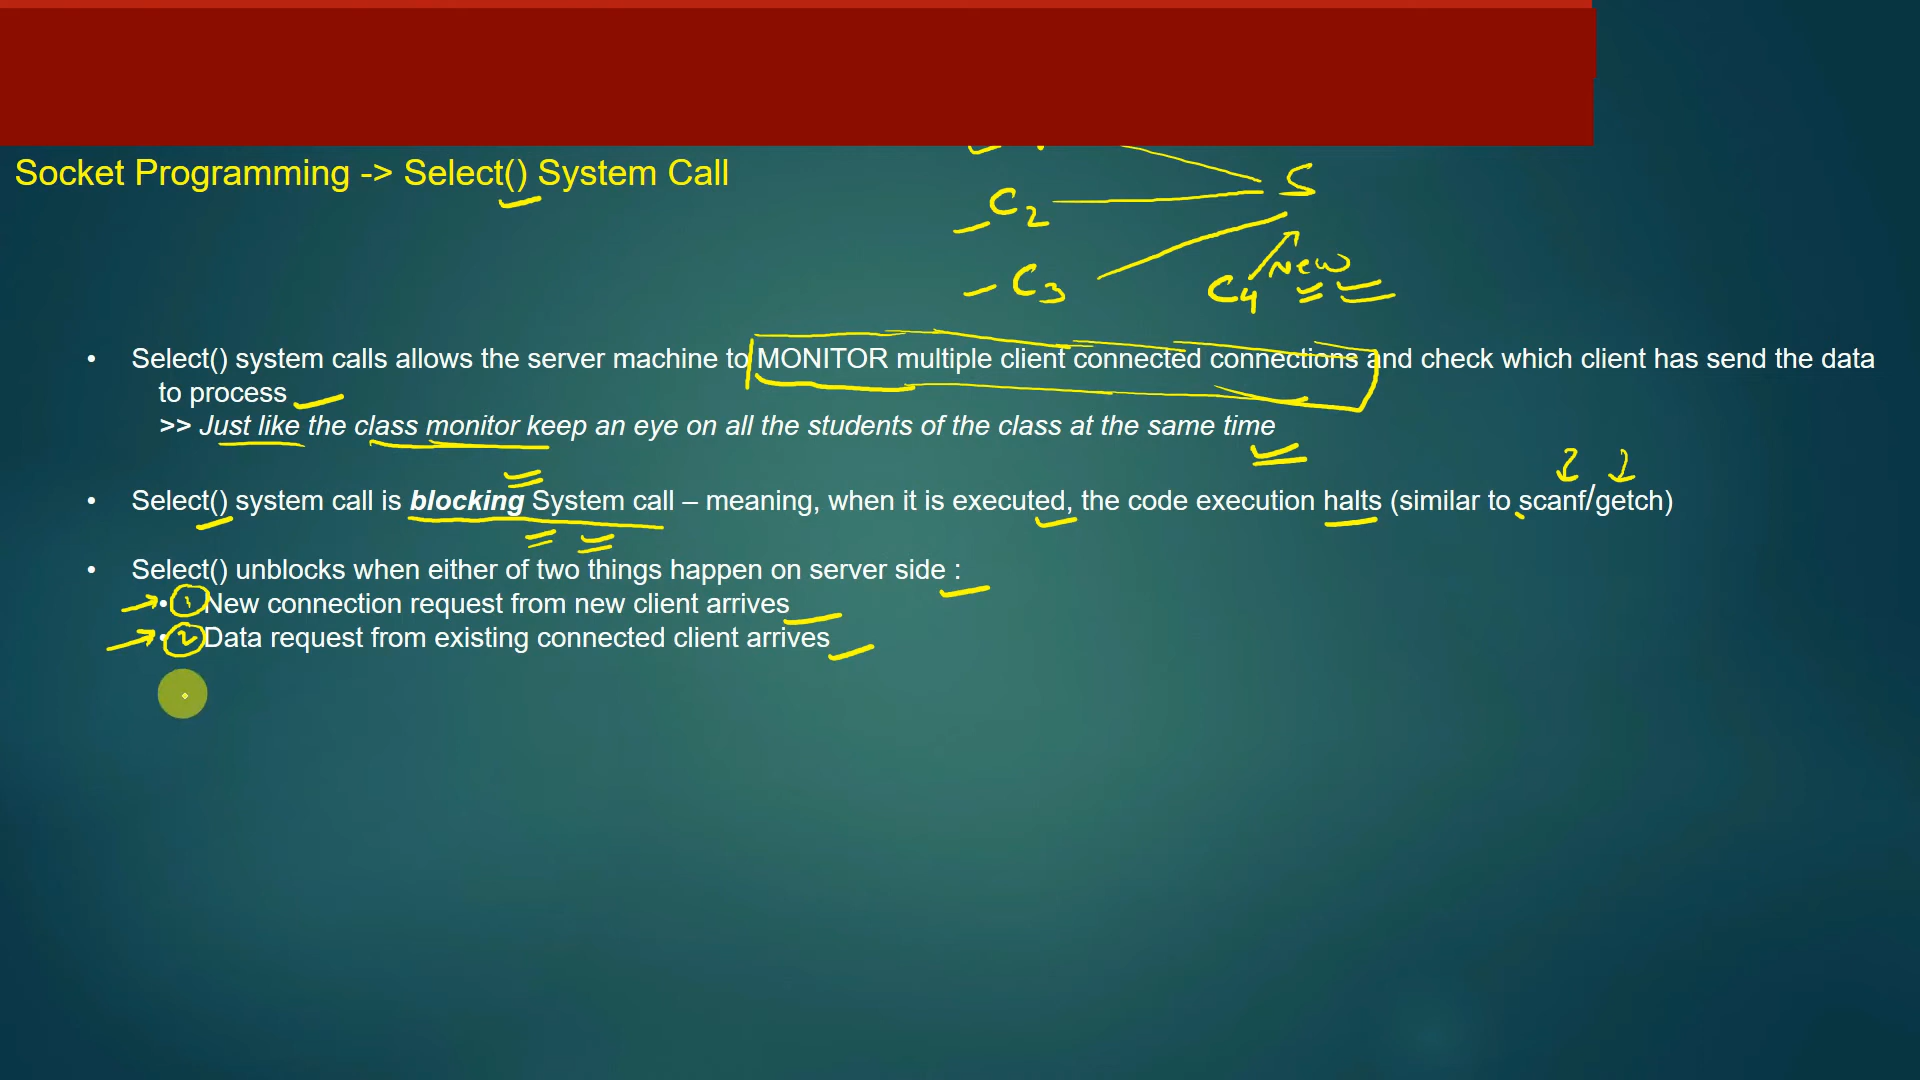 Socket Programming -> Select() System Call
S
C2
C3
New
C4
• Select() system calls allows the server machine to MONITOR multiple client connected connections and check which client has send the data
to process
>> Just like the class monitor keep an eye on all the students of the class at the same time
• Select() system call is blocking System call – meaning, when it is executed, the code execution halts (similar to scanf/getch)
• Select() unblocks when either of two things happen on server side :
• 1 New connection request from new client arrives
• 2 Data request from existing connected client arrives